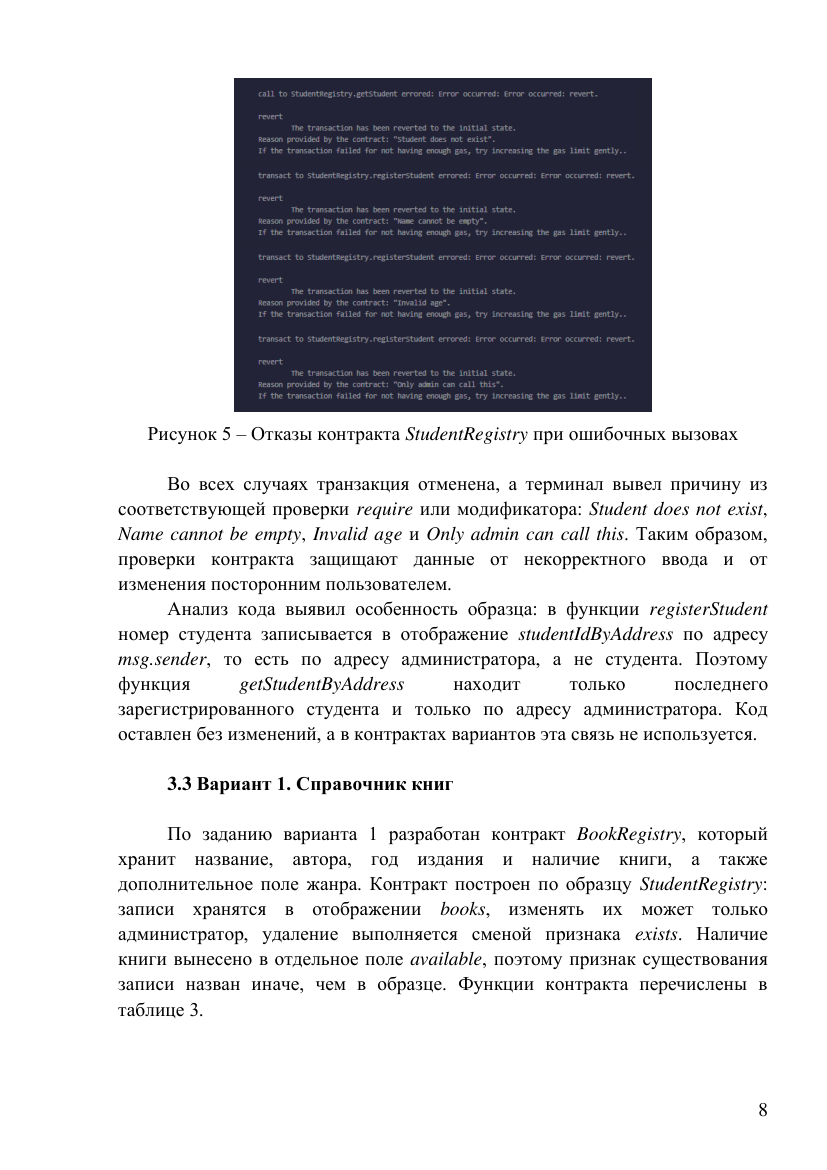 call to StudentRegistry.getStudent errored: Error occurred: Error occurred: revert.
revert
The transaction has been reverted to the initial state.
Reason provided by the contract: "Student does not exist".
If the transaction failed for not having enough gas, try increasing the gas limit gently..
transact to StudentRegistry.registerStudent errored: Error occurred: Error occurred: revert.
revert
The transaction has been reverted to the initial state.
Reason provided by the contract: "Name cannot be empty".
If the transaction failed for not having enough gas, try increasing the gas limit gently..
transact to StudentRegistry.registerStudent errored: Error occurred: Error occurred: revert.
revert
The transaction has been reverted to the initial state.
Reason provided by the contract: "Invalid age".
If the transaction failed for not having enough gas, try increasing the gas limit gently..
transact to StudentRegistry.registerStudent errored: Error occurred: Error occurred: revert.
revert
The transaction has been reverted to the initial state.
Reason provided by the contract: "Only admin can call this".
If the transaction failed for not having enough gas, try increasing the gas limit gently..
Рисунок 5 – Отказы контракта StudentRegistry при ошибочных вызовах
Во всех случаях транзакция отменена, а терминал вывел причину из
соответствующей проверки require или модификатора: Student does not exist,
Name cannot be empty, Invalid age и Only admin can call this. Таким образом,
проверки контракта защищают данные от некорректного ввода и от
изменения посторонним пользователем.
Анализ кода выявил особенность образца: в функции registerStudent
номер студента записывается в отображение studentIdByAddress по адресу
msg.sender, то есть по адресу администратора, а не студента. Поэтому
функция getStudentByAddress находит только последнего
зарегистрированного студента и только по адресу администратора. Код
оставлен без изменений, а в контрактах вариантов эта связь не используется.
3.3 Вариант 1. Справочник книг
По заданию варианта 1 разработан контракт BookRegistry, который
хранит название, автора, год издания и наличие книги, а также
дополнительное поле жанра. Контракт построен по образцу StudentRegistry:
записи хранятся в отображении books, изменять их может только
администратор, удаление выполняется сменой признака exists. Наличие
книги вынесено в отдельное поле available, поэтому признак существования
записи назван иначе, чем в образце. Функции контракта перечислены в
таблице 3.
8